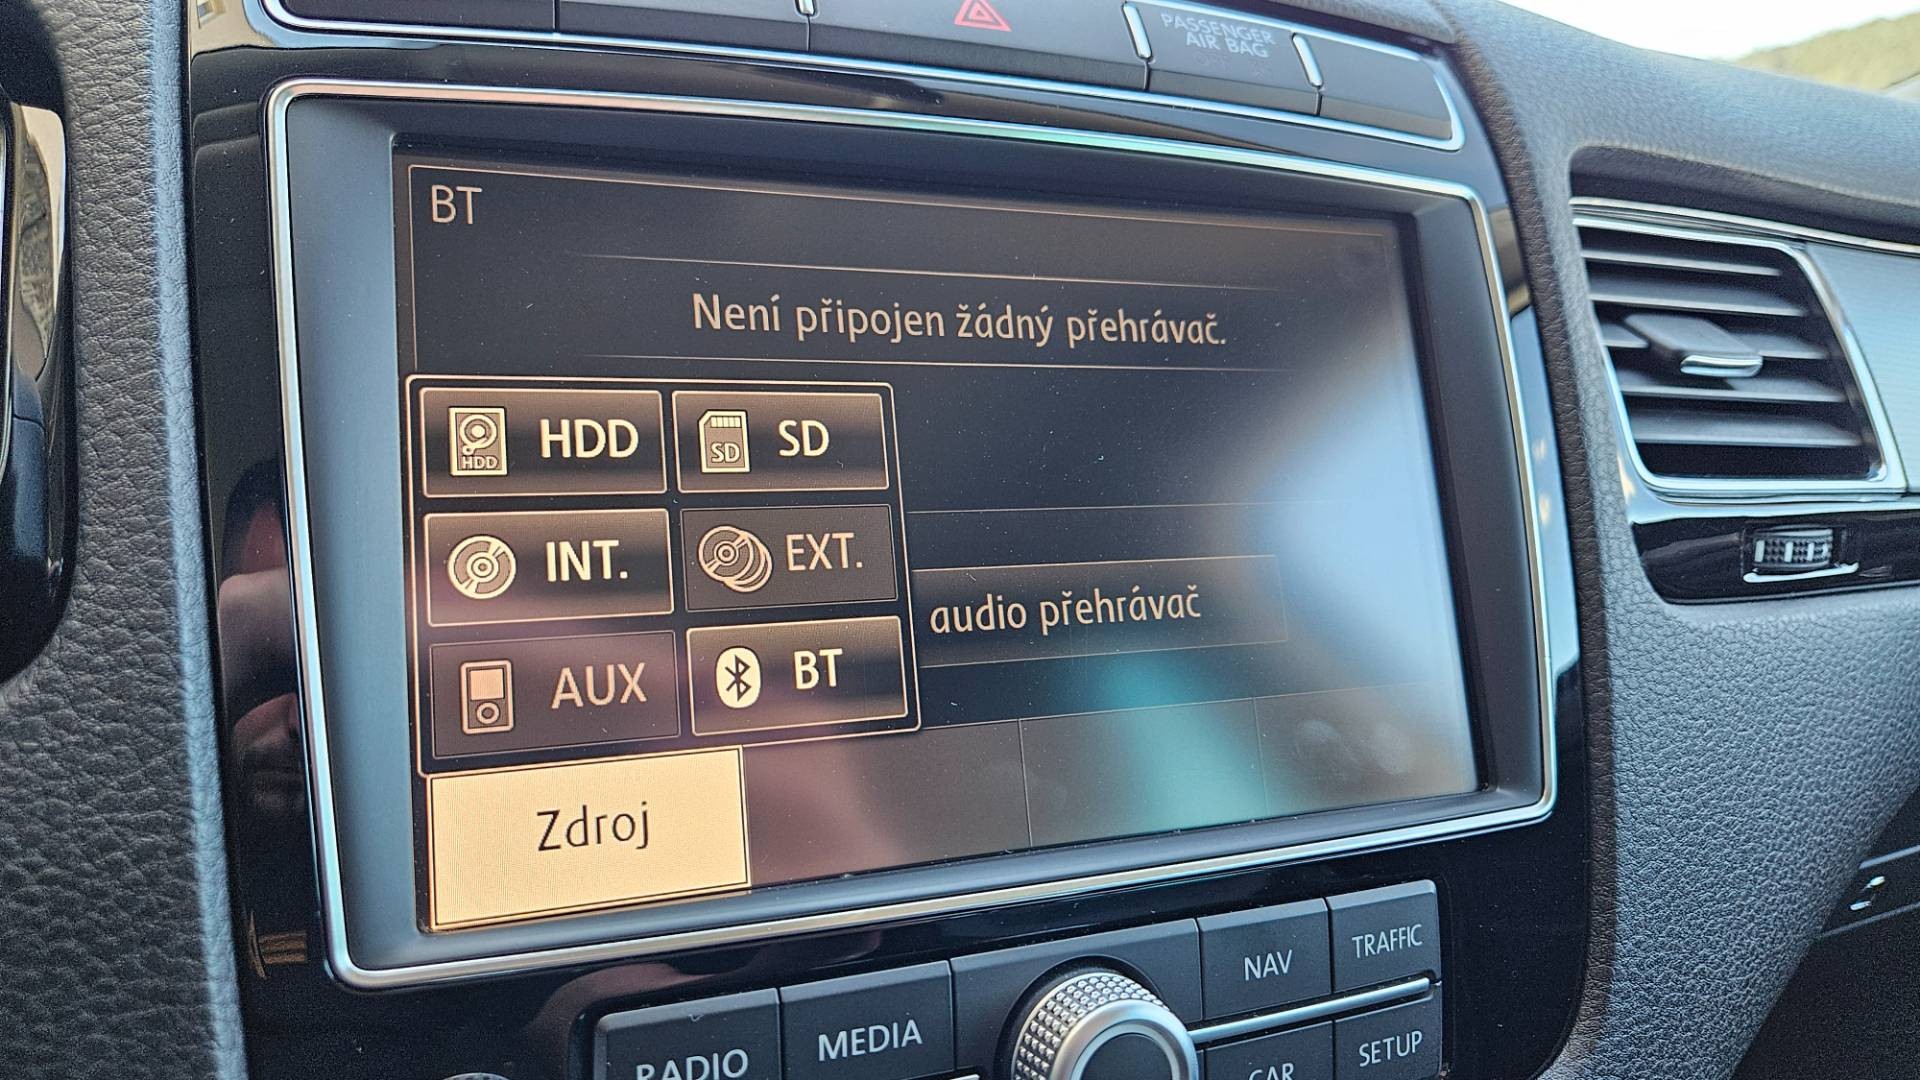 PASSENGER
AIR BAG
BT
Není připojen žádný přehrávač.
HDD
HDD
SD
SD
INT.
EXT.
audio přehrávač
AUX
BT
Zdroj
NAV
TRAFFIC
RADIO
MEDIA
CAR
SETUP